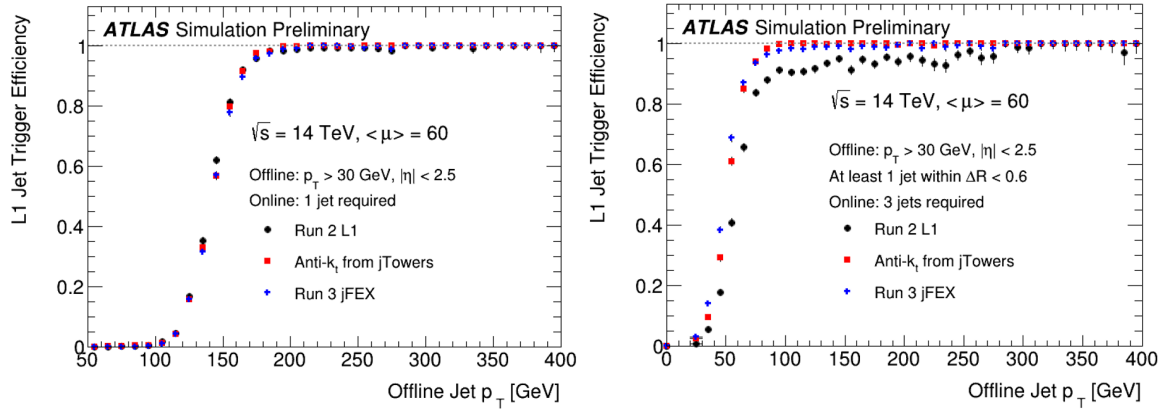 ATLAS Simulation Preliminary
L1 Jet Trigger Efficiency
1
0.8
0.6
0.4
0.2
0
√s = 14 TeV, < μ > = 60
Offline: p_T > 30 GeV, |η| < 2.5
Online: 1 jet required
Run 2 L1
Anti-k_t from jTowers
Run 3 jFEX
50 100 150 200 250 300 350 400
Offline Jet p_T [GeV]
ATLAS Simulation Preliminary
L1 Jet Trigger Efficiency
1
0.8
0.6
0.4
0.2
0
√s = 14 TeV, < μ > = 60
Offline: p_T > 30 GeV, |η| < 2.5
At least 1 jet within ΔR < 0.6
Online: 3 jets required
Run 2 L1
Anti-k_t from jTowers
Run 3 jFEX
0 50 100 150 200 250 300 350 400
Offline Jet p_T [GeV]